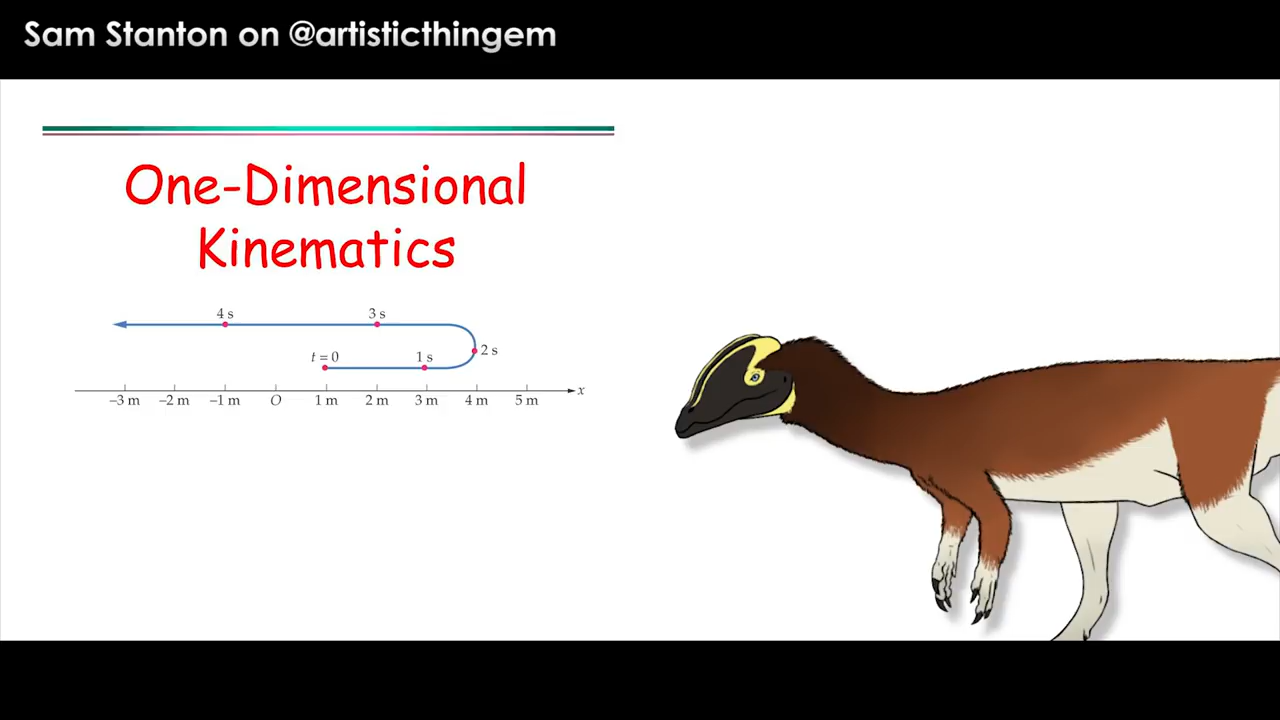 Sam Stanton on @artisticthingem
One-Dimensional
Kinematics
4 s
3 s
2 s
t = 0
1 s
x
–3 m –2 m –1 m O 1 m 2 m 3 m 4 m 5 m